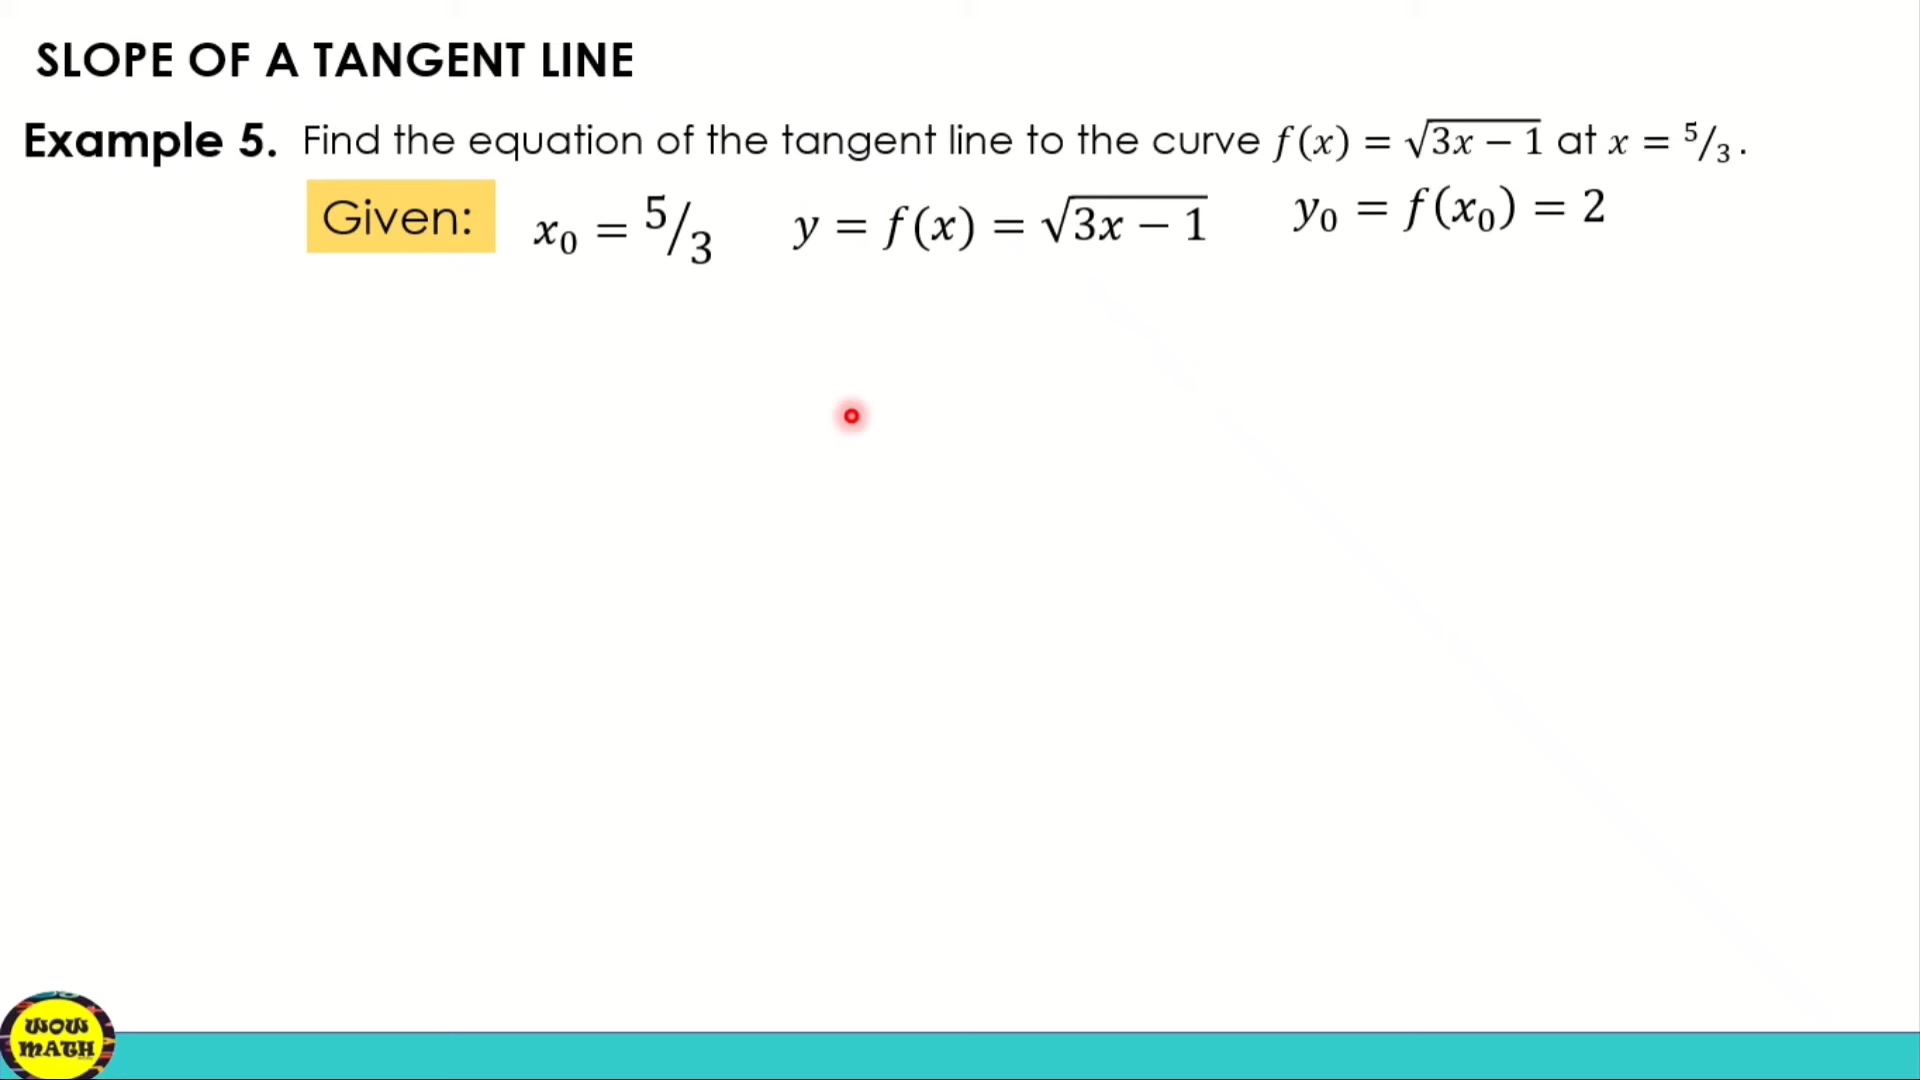 SLOPE OF A TANGENT LINE
Example 5. Find the equation of the tangent line to the curve f(x) = √(3x − 1) at x = 5/3.
Given: x₀ = 5/3 y = f(x) = √(3x − 1) y₀ = f(x₀) = 2
WOW
MATH